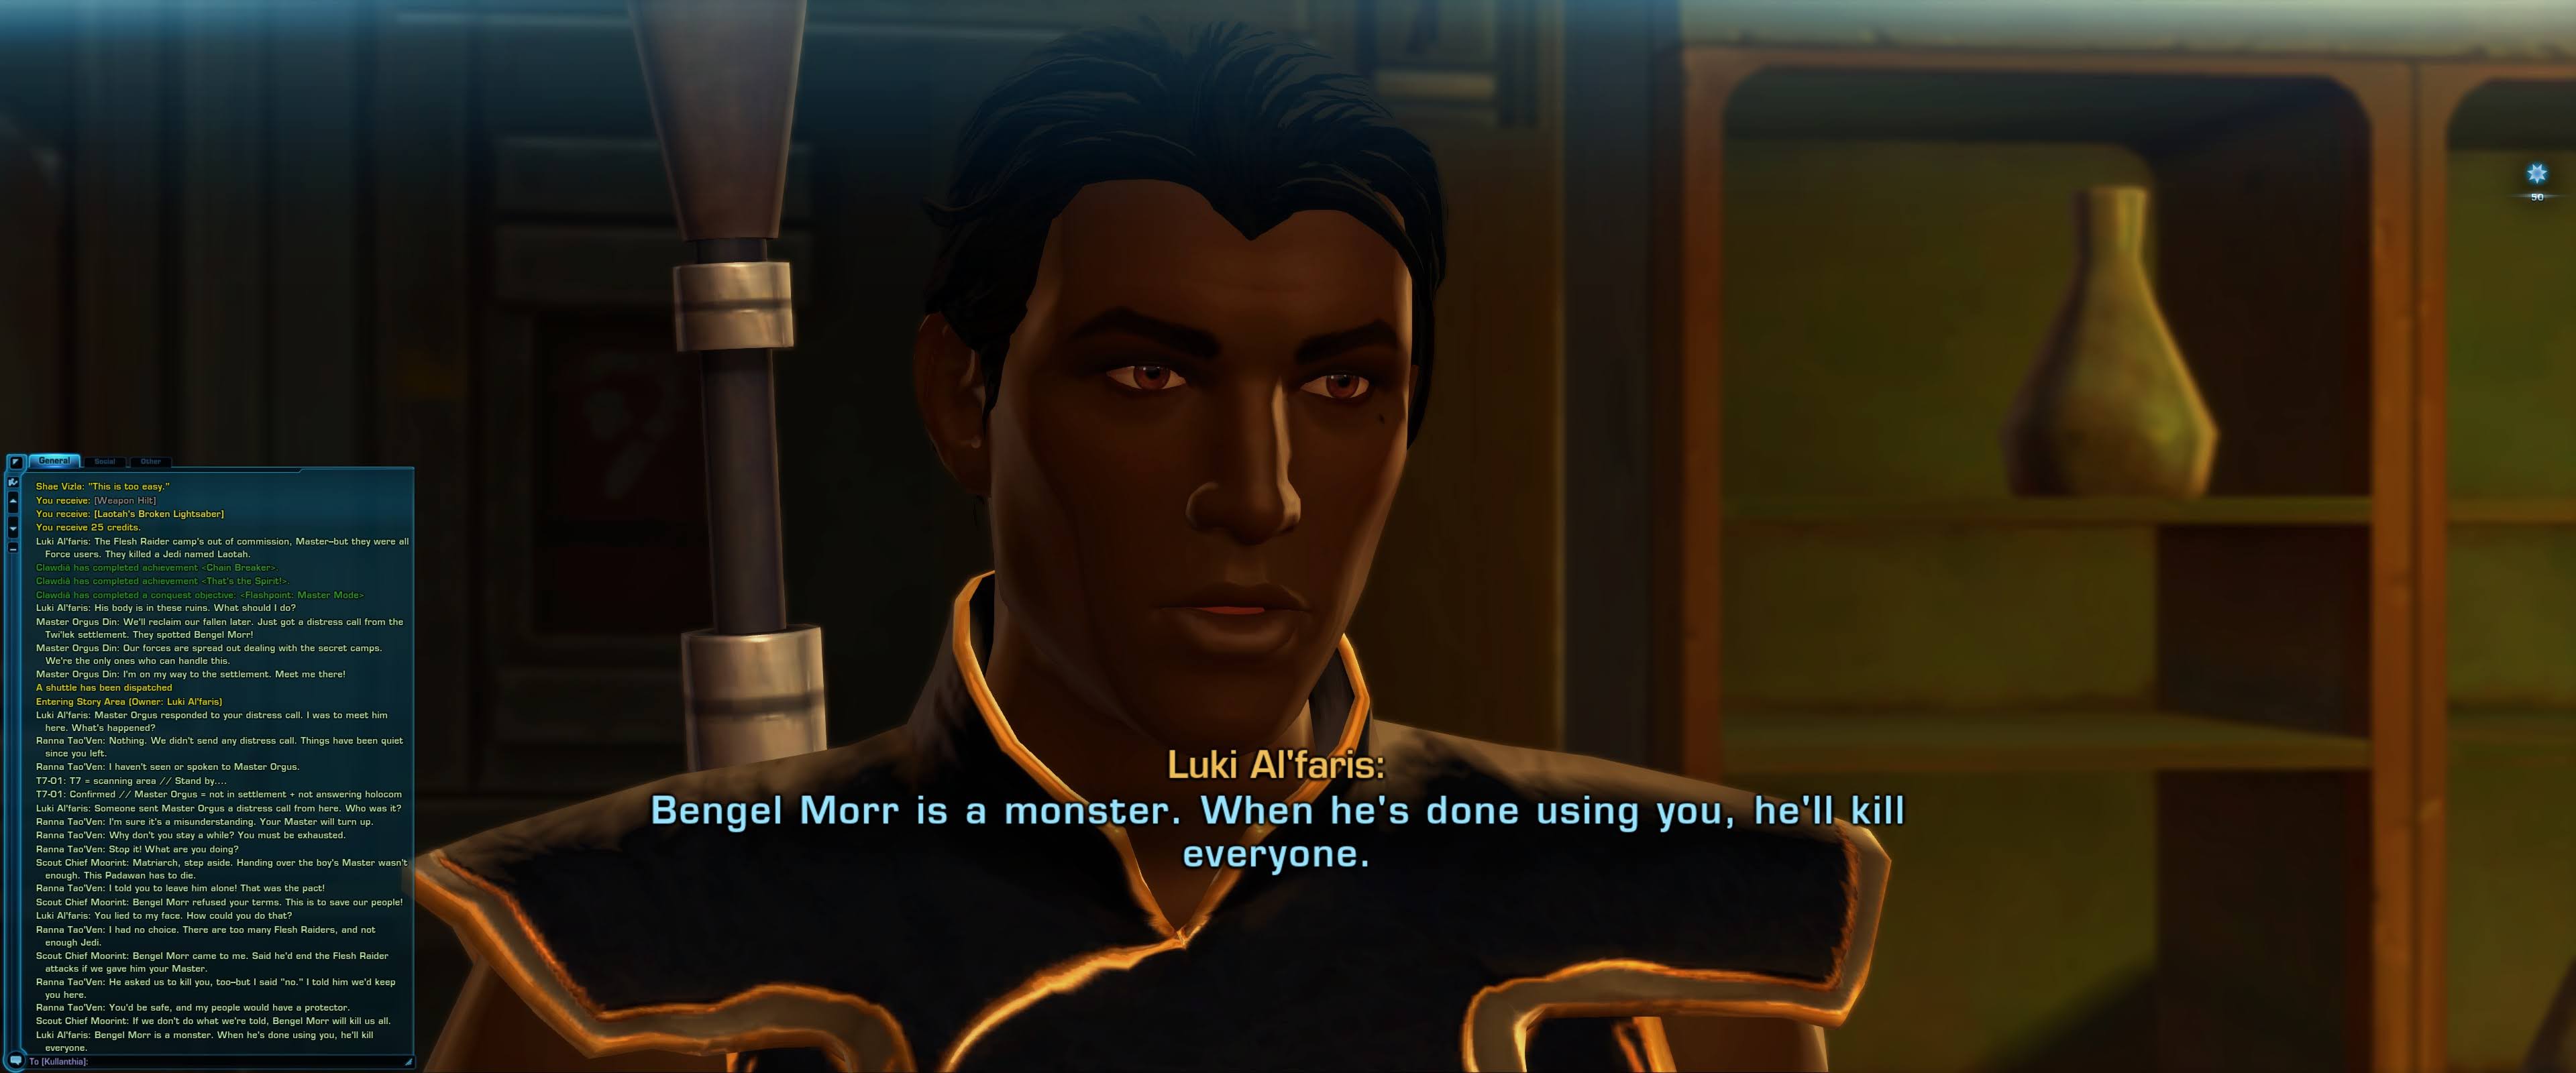 50
General Social Other
Shae Vizla: "This is too easy."
You receive: [Weapon Hilt]
You receive: [Laotah's Broken Lightsaber]
You receive 25 credits.
Luki Al'faris: The Flesh Raider camp's out of commission, Master—but they were all
Force users. They killed a Jedi named Laotah.
Clawdiä has completed achievement <Chain Breaker>.
Clawdiä has completed achievement <That's the Spirit!>.
Clawdiä has completed a conquest objective: <Flashpoint: Master Mode>
Luki Al'faris: His body is in these ruins. What should I do?
Master Orgus Din: We'll reclaim our fallen later. Just got a distress call from the
Twi'lek settlement. They spotted Bengel Morr!
Master Orgus Din: Our forces are spread out dealing with the secret camps.
We're the only ones who can handle this.
Master Orgus Din: I'm on my way to the settlement. Meet me there!
A shuttle has been dispatched
Entering Story Area (Owner: Luki Al'faris)
Luki Al'faris: Master Orgus responded to your distress call. I was to meet him
here. What's happened?
Ranna Tao'Ven: Nothing. We didn't send any distress call. Things have been quiet
since you left.
Ranna Tao'Ven: I haven't seen or spoken to Master Orgus.
T7-01: T7 = scanning area // Stand by....
T7-01: Confirmed // Master Orgus = not in settlement + not answering holocom
Luki Al'faris: Someone sent Master Orgus a distress call from here. Who was it?
Ranna Tao'Ven: I'm sure it's a misunderstanding. Your Master will turn up.
Ranna Tao'Ven: Why don't you stay a while? You must be exhausted.
Ranna Tao'Ven: Stop it! What are you doing?
Scout Chief Moorint: Matriarch, step aside. Handing over the boy's Master wasn't
enough. This Padawan has to die.
Ranna Tao'Ven: I told you to leave him alone! That was the pact!
Scout Chief Moorint: Bengel Morr refused your terms. This is to save our people!
Luki Al'faris: You lied to my face. How could you do that?
Ranna Tao'Ven: I had no choice. There are too many Flesh Raiders, and not
enough Jedi.
Scout Chief Moorint: Bengel Morr came to me. Said he'd end the Flesh Raider
attacks if we gave him your Master.
Ranna Tao'Ven: He asked us to kill you, too—but I said "no." I told him we'd keep
you here.
Ranna Tao'Ven: You'd be safe, and my people would have a protector.
Scout Chief Moorint: If we don't do what we're told, Bengel Morr will kill us all.
Luki Al'faris: Bengel Morr is a monster. When he's done using you, he'll kill
everyone.
To [Kullanthia]:
Luki Al'faris:
Bengel Morr is a monster. When he's done using you, he'll kill
everyone.